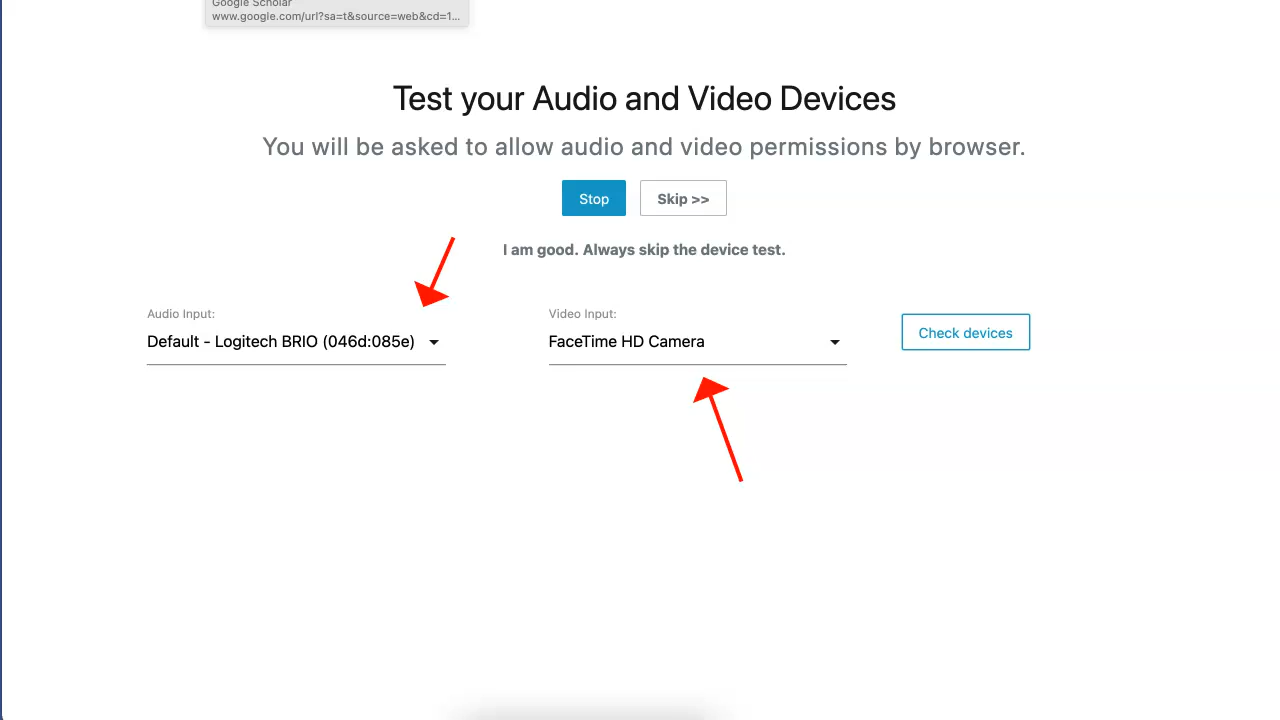 Google Scholar
www.google.com/url?sa=t&source=web&cd=1...
Test your Audio and Video Devices
You will be asked to allow audio and video permissions by browser.
Stop
Skip >>
I am good. Always skip the device test.
Audio Input:
Default - Logitech BRIO (046d:085e)
Video Input:
FaceTime HD Camera
Check devices